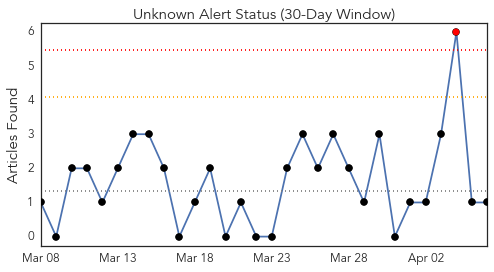 Unknown Alert Status (30-Day Window)
Articles Found
6
5
4
3
2
1
0
Mar 08 Mar 13 Mar 18 Mar 23 Mar 28 Apr 02